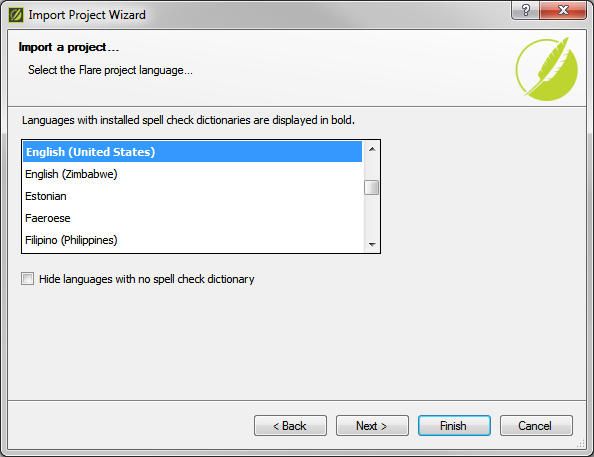 Import Project Wizard
Import a project...
Select the Flare project language...
Languages with installed spell check dictionaries are displayed in bold.
English (United States)
English (Zimbabwe)
Estonian
Faeroese
Filipino (Philippines)
Hide languages with no spell check dictionary
< Back Next > Finish Cancel